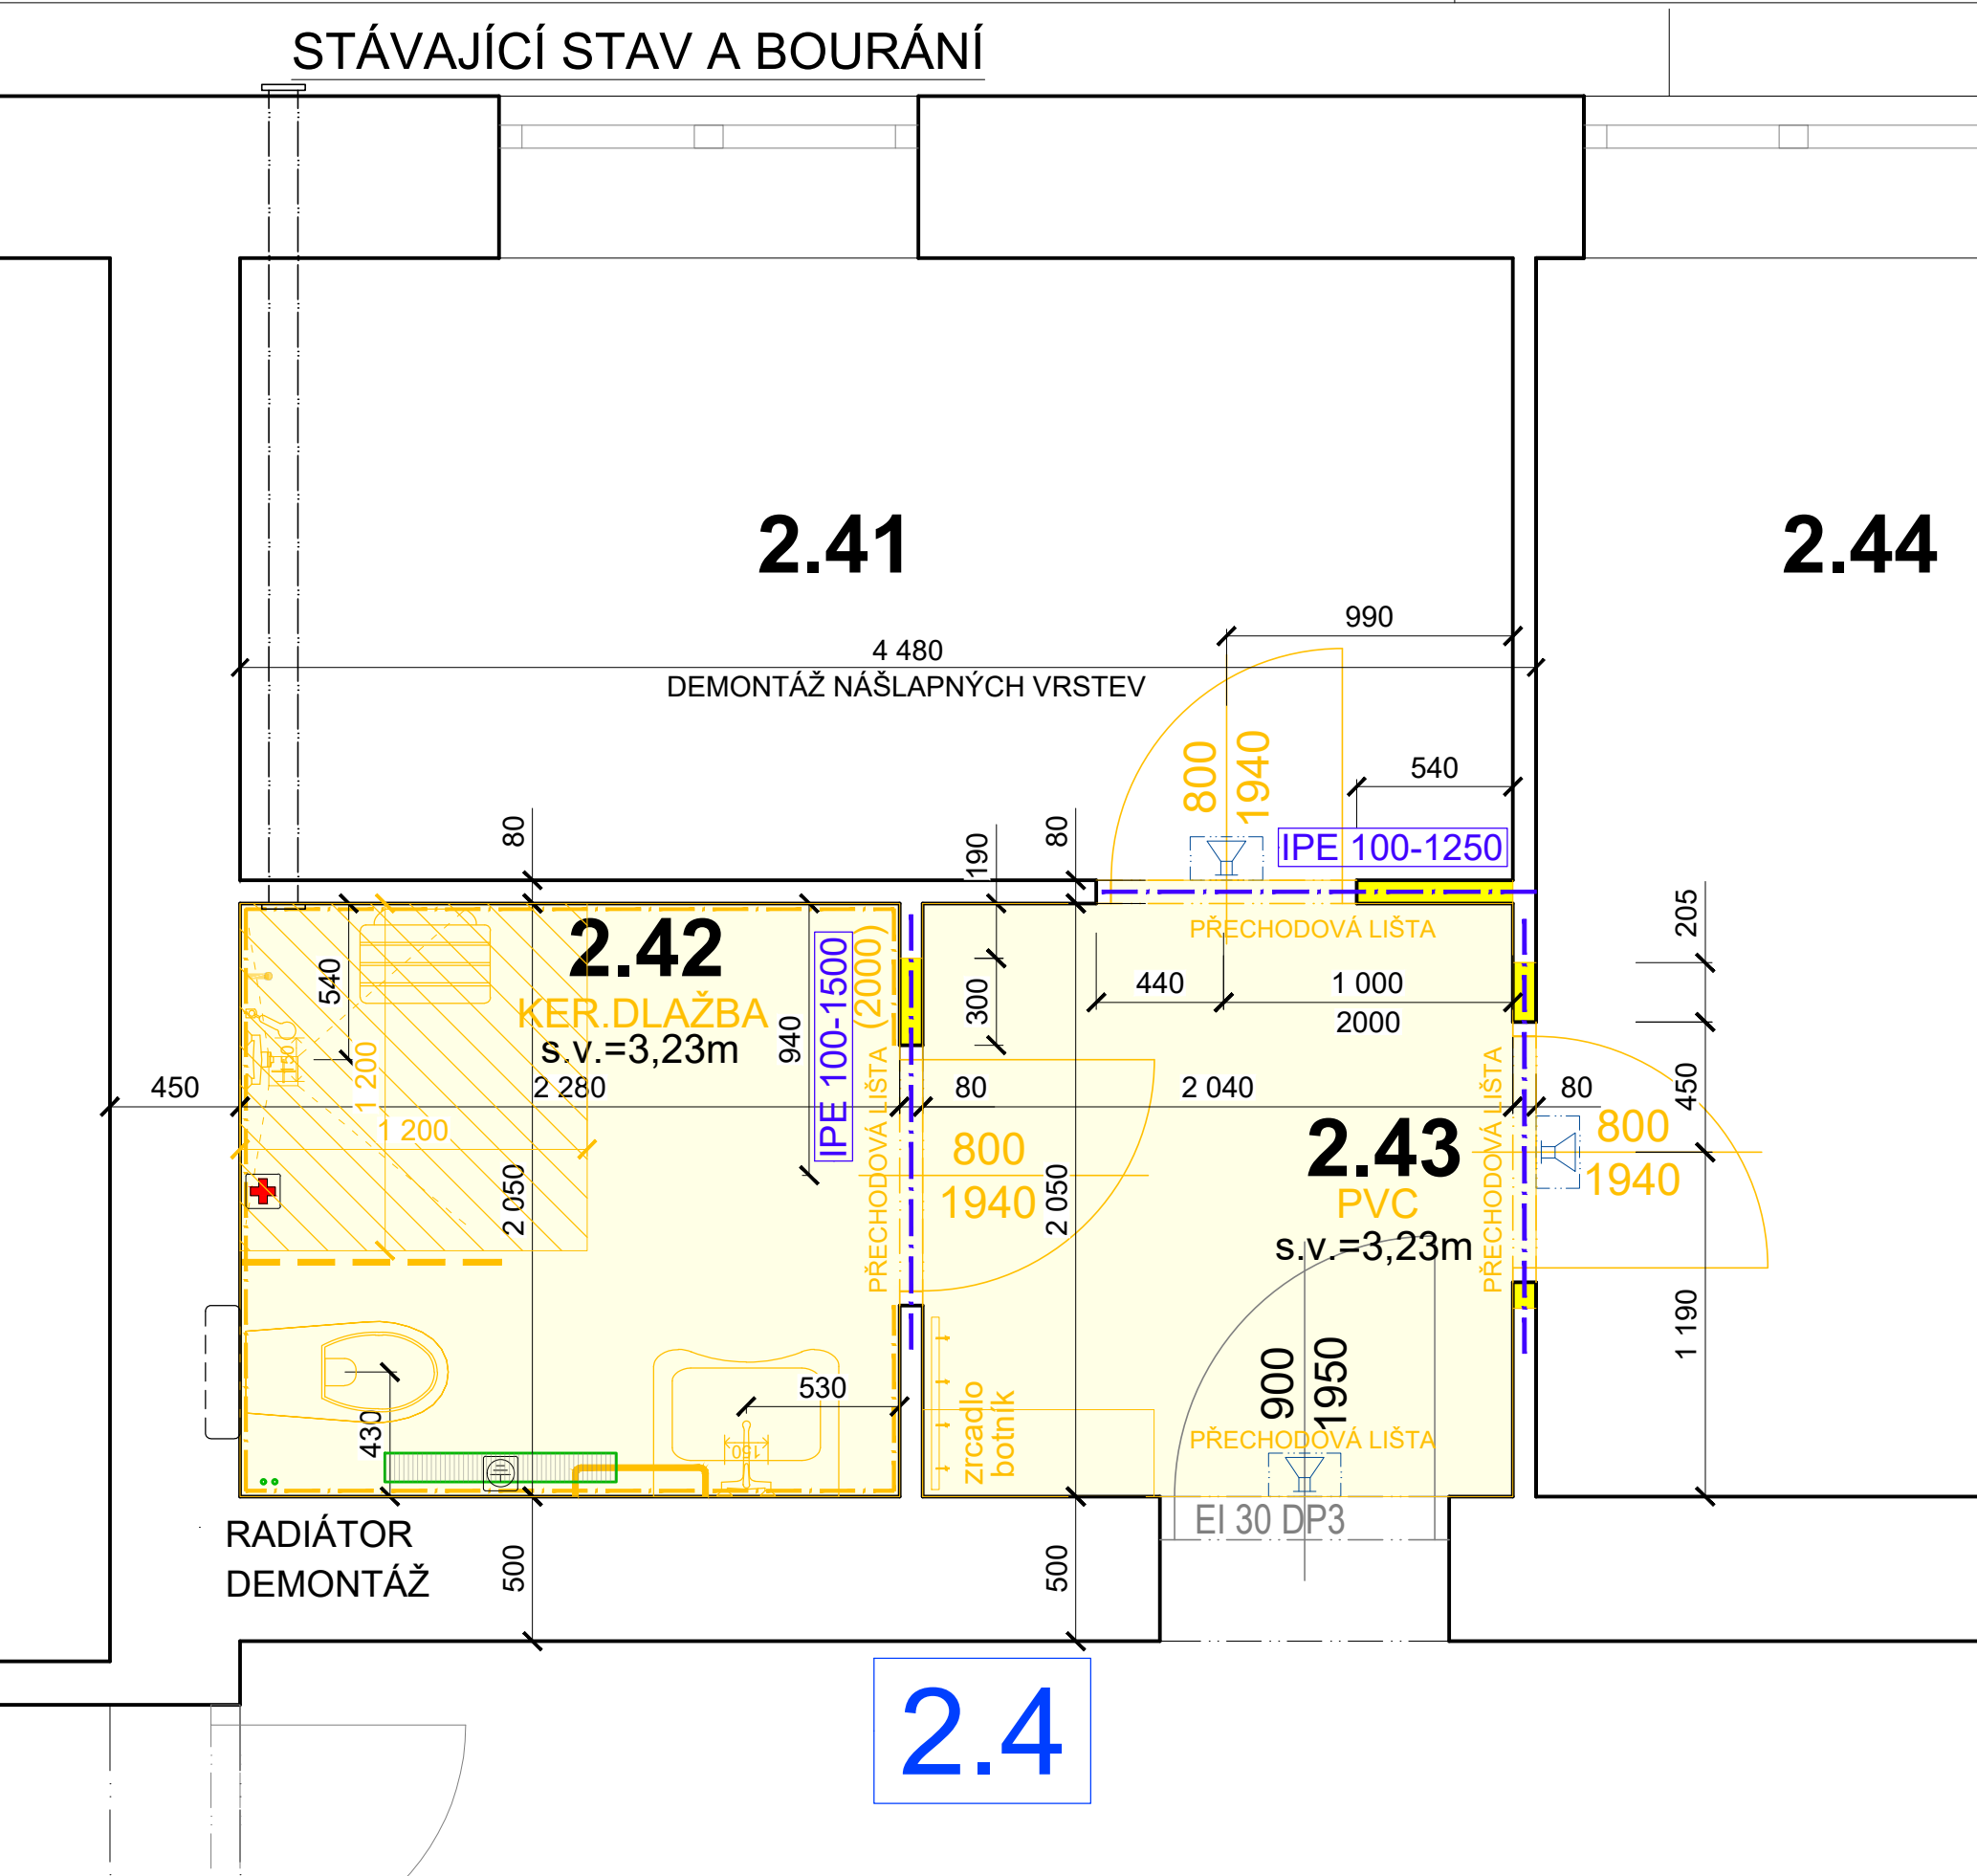 STÁVAJÍCÍ STAV A BOURÁNÍ
2.41
2.44
990
4 480
DEMONTÁŽ NÁŠLAPNÝCH VRSTEV
800
1940
540
80
190
80
IPE 100-1250
205
2.42
KER.DLAŽBA
s.v.=3,23m
540
940
IPE 100-1500
(2000)
300
PŘECHODOVÁ LIŠTA
440
1 000
2000
150
1 200
1 200
450
2 280
80
2 040
80
450
PŘECHODOVÁ LIŠTA
800
1940
2 050
2 050
2.43
PVC
s.v.=3,23m
PŘECHODOVÁ LIŠTA
800
1940
1 190
900
1950
530
430
150
zrcadlo
botník
PŘECHODOVÁ LIŠTA
EI 30 DP3
RADIÁTOR
DEMONTÁŽ
500
500
2.4